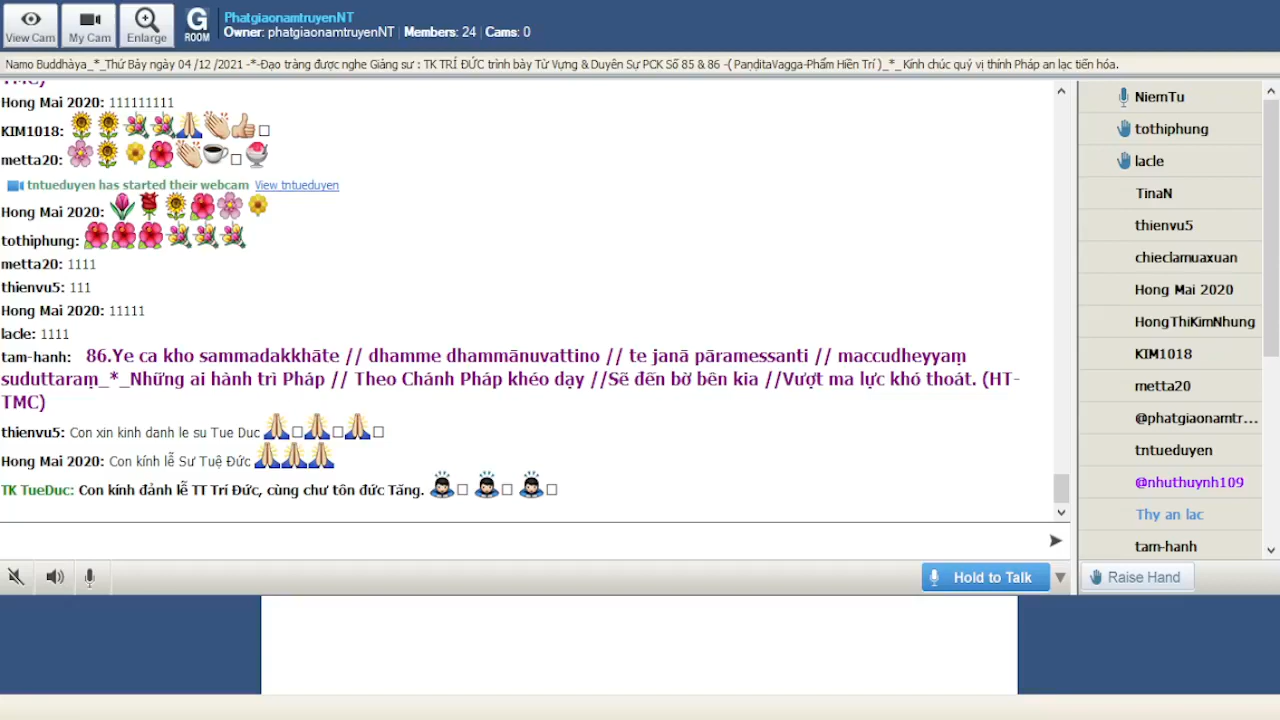 View Cam
My Cam
Enlarge
G
ROOM
PhatgiaonamtruyenNT
Owner: phatgiaonamtruyenNT | Members: 24 | Cams: 0
Namo Buddhàya_*_Thứ Bảy ngày 04 /12 /2021 -*-Đạo tràng được nghe Giảng sư : TK TRÍ ĐỨC trình bày Từ Vựng & Duyên Sự PCK Số 85 & 86 -( PaṇḍitaVagga-Phẩm Hiền Trí )_*_ Kính chúc quý vị thính Pháp an lạc tiến hóa.
TMC)
Hong Mai 2020: 111111111
KIM1018:
metta20:
tntueduyen has started their webcam View tntueduyen
Hong Mai 2020:
tothiphung:
metta20: 1111
thienvu5: 111
Hong Mai 2020: 11111
lacle: 1111
tam-hanh: 86.Ye ca kho sammadakkhāte // dhamme dhammānuvattino // te janā pāramessanti // maccudheyyaṃ
suduttaraṃ_*_Những ai hành trì Pháp // Theo Chánh Pháp khéo dạy //Sẽ đến bờ bên kia //Vượt ma lực khó thoát. (HT-
TMC)
thienvu5: Con xin kinh danh le su Tue Duc
Hong Mai 2020: Con kính lễ Sư Tuệ Đức
TK TueDuc: Con kính đảnh lễ TT Trí Đức, cùng chư tôn đức Tăng.
Hold to Talk
NiemTu
tothiphung
lacle
TinaN
thienvu5
chieclamuaxuan
Hong Mai 2020
HongThiKimNhung
KIM1018
metta20
@phatgiaonamtr...
tntueduyen
@nhuthuynh109
Thy an lac
tam-hanh
Raise Hand